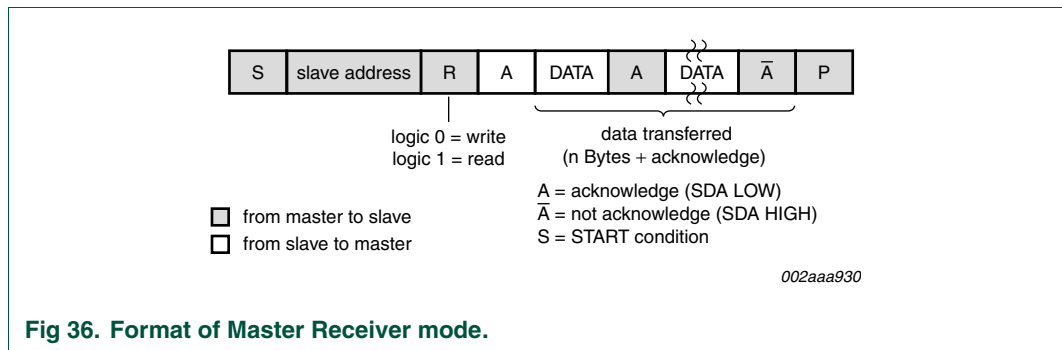 S slave address R A DATA A DATA A̅ P
logic 0 = write
logic 1 = read
data transferred
(n Bytes + acknowledge)
A = acknowledge (SDA LOW)
A̅ = not acknowledge (SDA HIGH)
S = START condition
from master to slave
from slave to master
002aaa930
Fig 36. Format of Master Receiver mode.